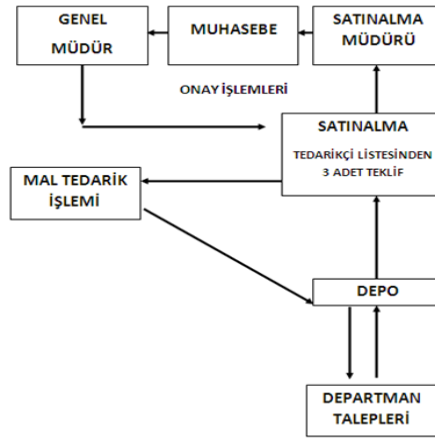 GENEL
MÜDÜR
MUHASEBE
SATINALMA
MÜDÜRÜ
ONAY İŞLEMLERİ
SATINALMA
TEDARİKÇİ LİSTESİNDEN
3 ADET TEKLİF
MAL TEDARİK
İŞLEMİ
DEPO
DEPARTMAN
TALEPLERİ